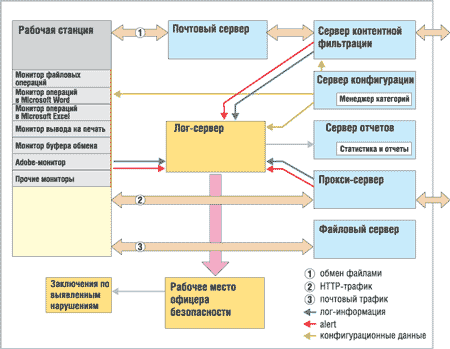 Рабочая станция
1
Почтовый сервер
Сервер контентной
фильтрации
Монитор файловых
операций
Монитор операций
в Microsoft Word
Монитор операций
в Microsoft Excel
Монитор вывода на печать
Монитор буфера обмена
Adobe-монитор
Прочие мониторы
Сервер конфигурации
Менеджер категорий
Лог-сервер
Сервер отчетов
Статистика и отчеты
Прокси-сервер
2
Файловый сервер
3
Заключения по
выявленным
нарушениям
Рабочее место
офицера
безопасности
1 обмен файлами
2 HTTP-трафик
3 почтовый трафик
лог-информация
alert
конфигурационные данные